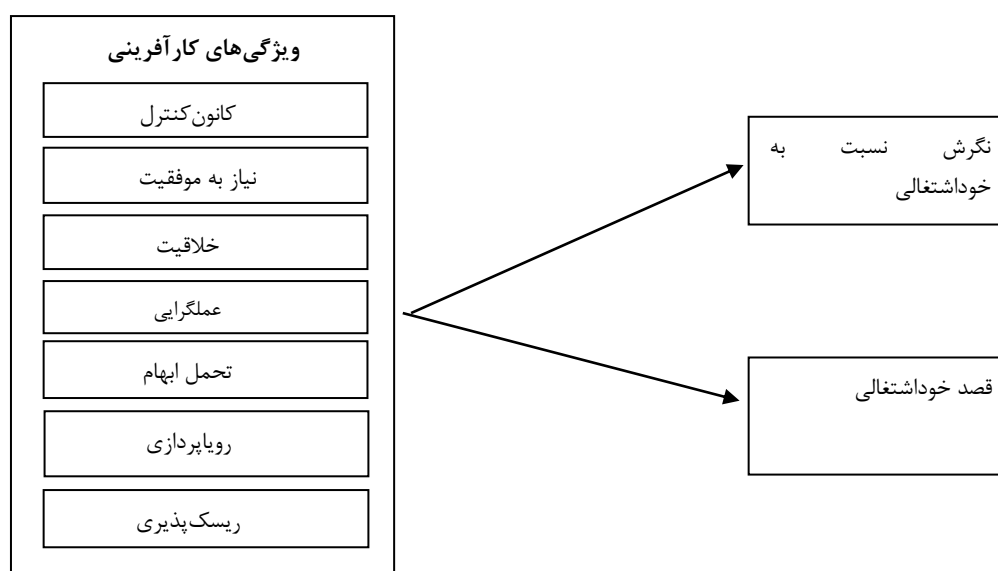 ویژگی‌های کارآفرینی
کانون‌کنترل
نیاز به موفقیت
خلاقیت
عملگرایی
تحمل ابهام
رویاپردازی
ریسک‌پذیری
نگرش نسبت به
خوداشتغالی
قصد خوداشتغالی